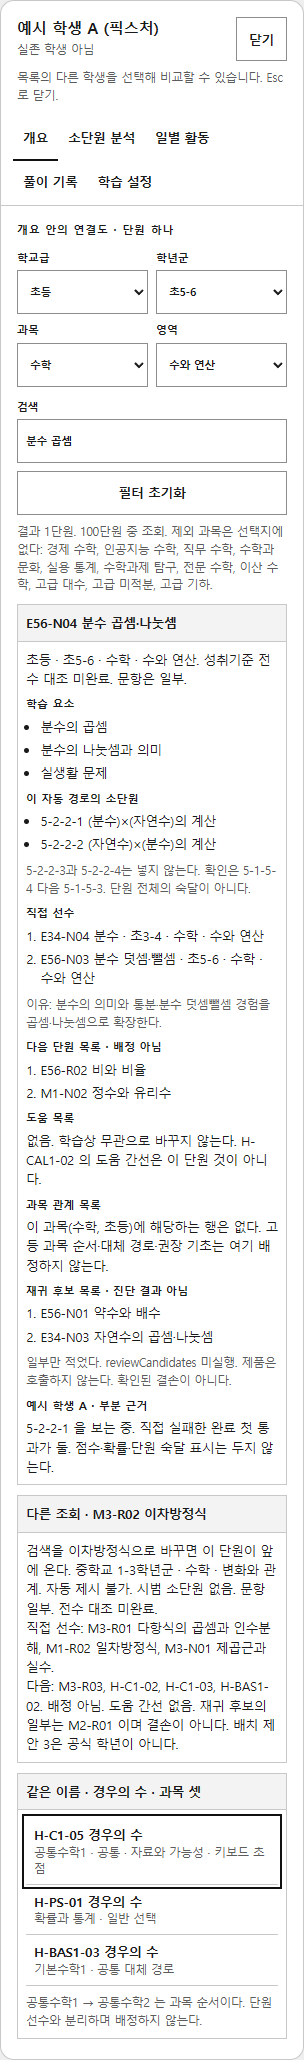 예시 학생 A (픽스처)
실존 학생 아님
닫기
목록의 다른 학생을 선택해 비교할 수 있습니다. Esc
로 닫기.
개요 소단원 분석 일별 활동
풀이 기록 학습 설정
개요 안의 연결도 · 단원 하나
학교급 학년군
초등 초5-6
과목 영역
수학 수와 연산
검색
분수 곱셈
필터 초기화
결과 1단원. 100단원 중 조회. 제외 과목은 선택지에
없다: 경제 수학, 인공지능 수학, 직무 수학, 수학과
문화, 실용 통계, 수학과제 탐구, 전문 수학, 이산 수
학, 고급 대수, 고급 미적분, 고급 기하.
E56-N04 분수 곱셈·나눗셈
초등 · 초5-6 · 수학 · 수와 연산. 성취기준 전
수 대조 미완료. 문항은 일부.
학습 요소
• 분수의 곱셈
• 분수의 나눗셈과 의미
• 실생활 문제
이 자동 경로의 소단원
• 5-2-2-1 (분수)×(자연수)의 계산
• 5-2-2-2 (자연수)×(분수)의 계산
5-2-2-3과 5-2-2-4는 넣지 않는다. 확인은 5-1-5-
4 다음 5-1-5-3. 단원 전체의 숙달이 아니다.
직접 선수
1. E34-N04 분수 · 초3-4 · 수학 · 수와 연산
2. E56-N03 분수 덧셈·뺄셈 · 초5-6 · 수학 ·
수와 연산
이유: 분수의 의미와 통분·분수 덧셈뺄셈 경험을
곱셈·나눗셈으로 확장한다.
다음 단원 목록 · 배정 아님
1. E56-R02 비와 비율
2. M1-N02 정수와 유리수
도움 목록
없음. 학습상 무관으로 바꾸지 않는다. H-
CAL1-02 의 도움 간선은 이 단원 것이 아니
다.
과목 관계 목록
이 과목(수학, 초등)에 해당하는 행은 없다. 고
등 과목 순서·대체 경로·권장 기초는 여기 배
정하지 않는다.
재귀 후보 목록 · 진단 결과 아님
1. E56-N01 약수와 배수
2. E34-N03 자연수의 곱셈·나눗셈
일부만 적었다. reviewCandidates 미실행. 제품은
호출하지 않는다. 확인된 결손이 아니다.
예시 학생 A · 부분 근거
5-2-2-1 을 보는 중. 직접 실패한 완료 첫 통
과가 둘. 점수·확률·단원 숙달 표시는 두지 않
는다.
다른 조회 · M3-R02 이차방정식
검색을 이차방정식으로 바꾸면 이 단원이 앞
에 온다. 중학교 1-3학년군 · 수학 · 변화와 관
계. 자동 제시 불가. 시범 소단원 없음. 문항
일부. 전수 대조 미완료.
직접 선수: M3-R01 다항식의 곱셈과 인수분
해, M1-R02 일차방정식, M3-N01 제곱근과
실수.
다음: M3-R03, H-C1-02, H-C1-03, H-BAS1-
02. 배정 아님. 도움 간선 없음. 재귀 후보의
일부는 M2-R01 이며 결손이 아니다. 배치 제
안 3은 공식 학년이 아니다.
같은 이름 · 경우의 수 · 과목 셋
H-C1-05 경우의 수
공통수학1 · 공통 · 자료와 가능성 · 키보드 초
점
H-PS-01 경우의 수
확률과 통계 · 일반 선택
H-BAS1-03 경우의 수
기본수학1 · 공통 대체 경로
공통수학1 → 공통수학2 는 과목 순서이다. 단원
선수와 분리하며 배정하지 않는다.